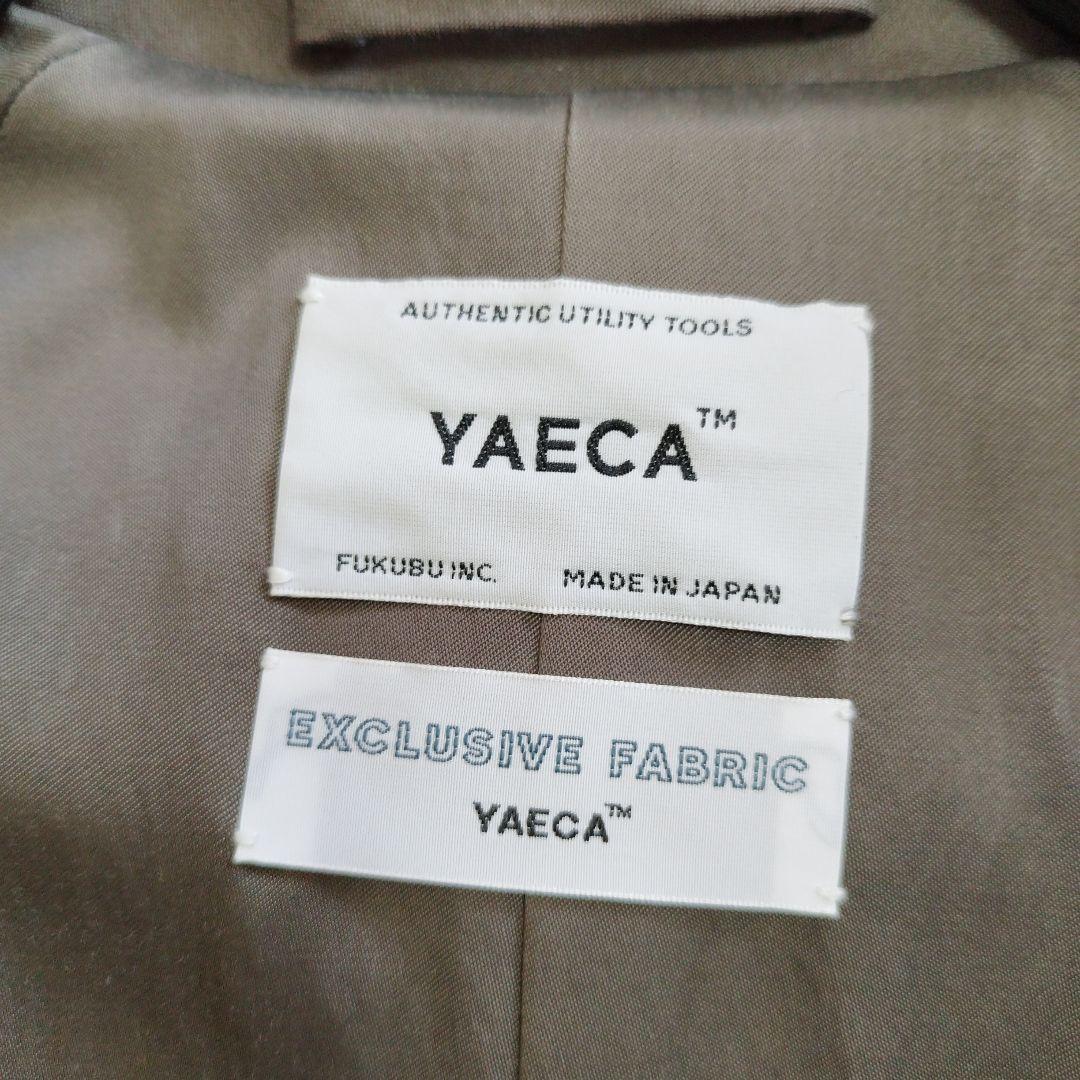 AUTHENTIC UTILITY TOOLS
YAECA™
FUKUBU INC. MADE IN JAPAN
EXCLUSIVE FABRIC
YAECA™